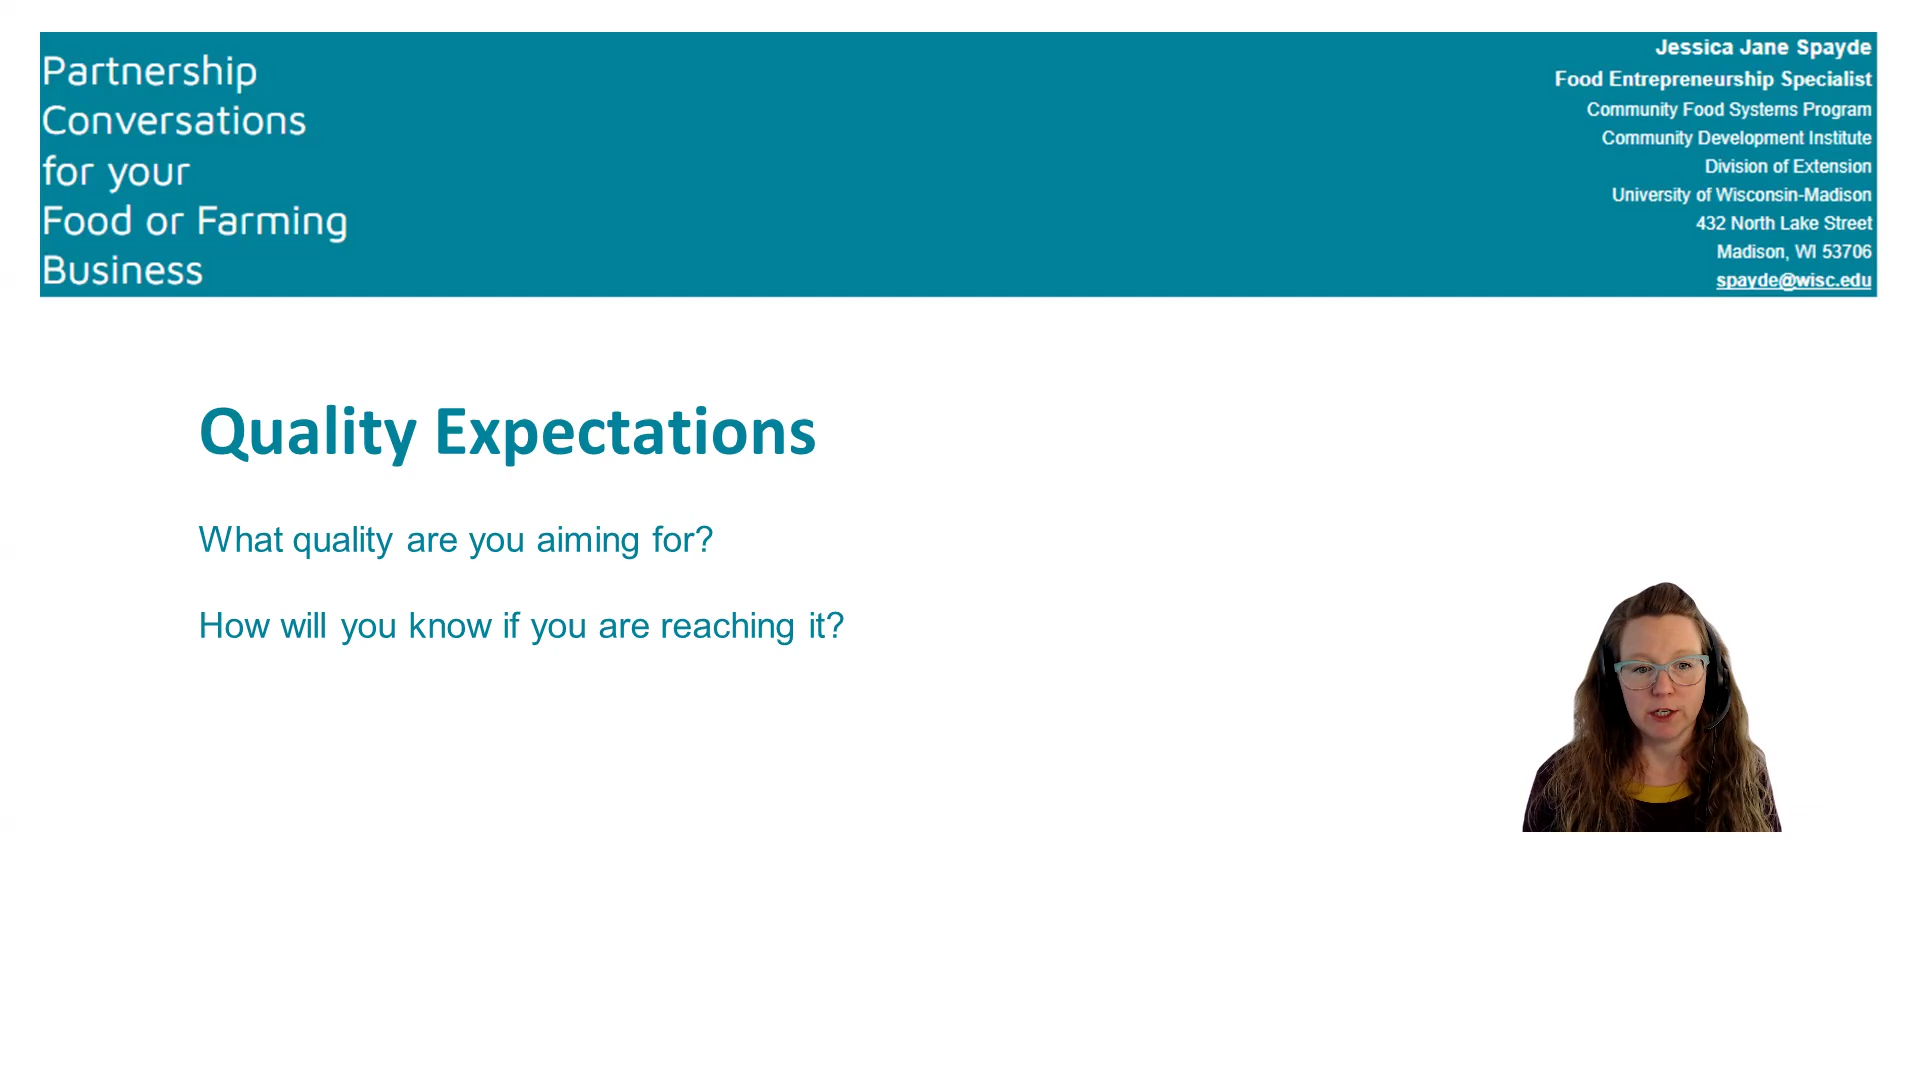 Partnership
Conversations
for your
Food or Farming
Business
Jessica Jane Spayde
Food Entrepreneurship Specialist
Community Food Systems Program
Community Development Institute
Division of Extension
University of Wisconsin-Madison
432 North Lake Street
Madison, WI 53706
spayde@wisc.edu
Quality Expectations
What quality are you aiming for?
How will you know if you are reaching it?